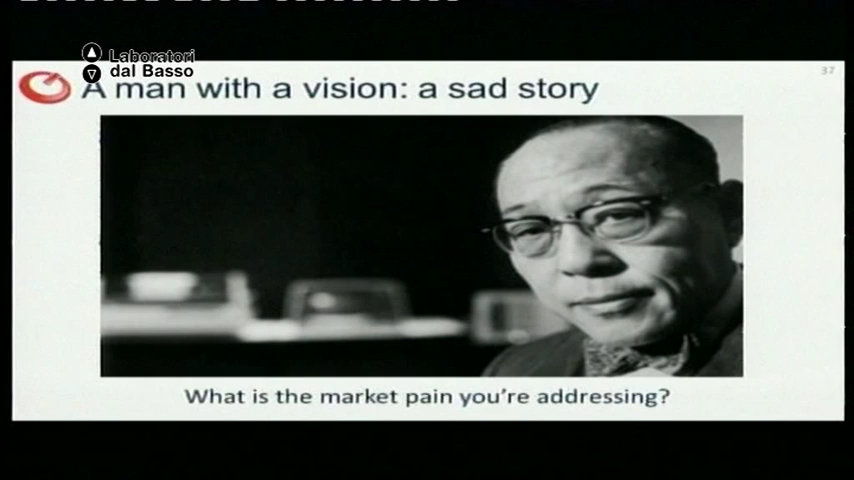 Laboratori
dal Basso
37
A man with a vision: a sad story
What is the market pain you're addressing?